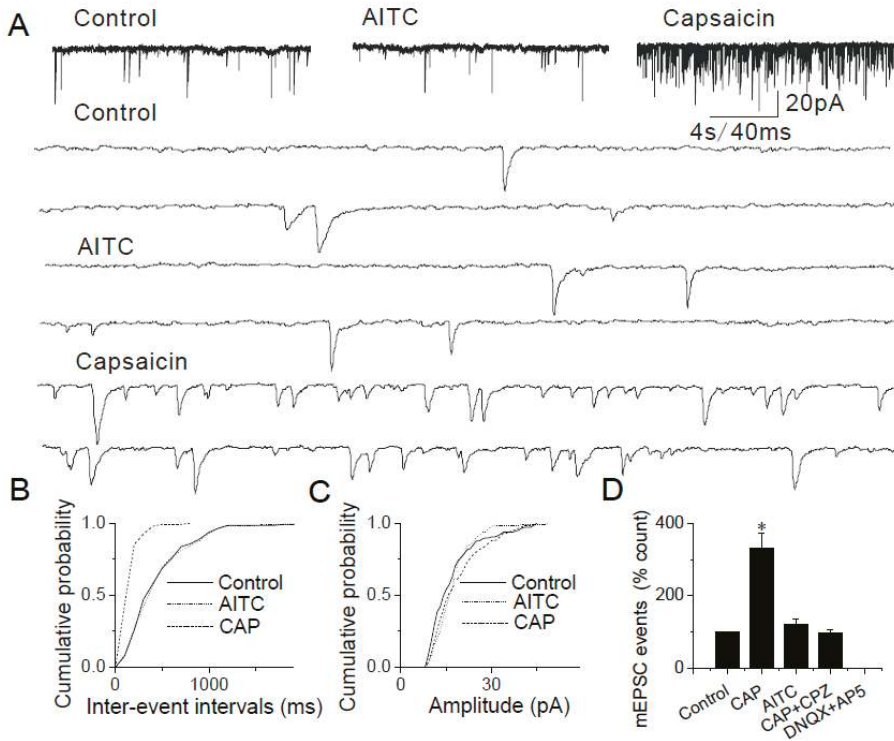 A
Control
AITC
Capsaicin
20pA
4s/40ms
Control
AITC
Capsaicin
B
Cumulative probability
1.0
0.5
0.0
0
1000
Inter-event intervals (ms)
Control
AITC
CAP
C
Cumulative probability
1.0
0.5
0.0
0
30
Amplitude (pA)
Control
AITC
CAP
D
mEPSC events (% count)
400
200
0
*
Control
CAP
AITC
CAP+CPZ
DNQX+AP5